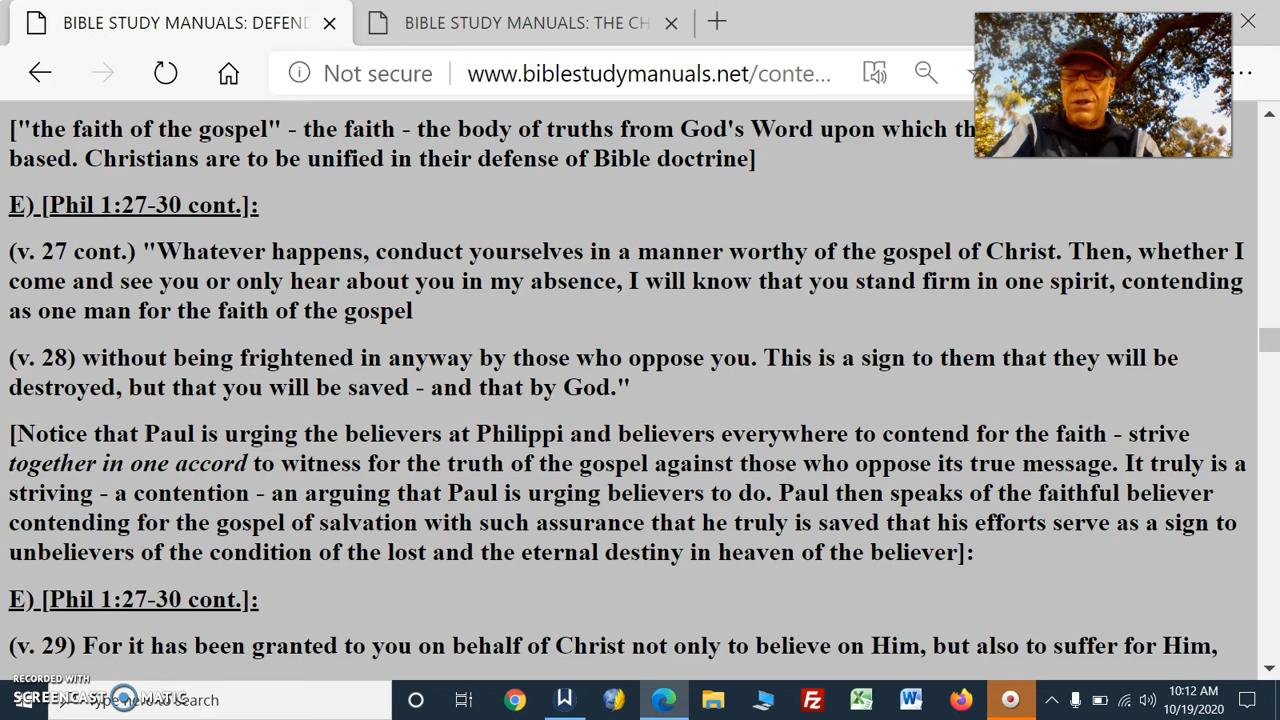 BIBLE STUDY MANUALS: DEFEND
BIBLE STUDY MANUALS: THE CH
Not secure
www.biblestudymanuals.net/conte...
["the faith of the gospel" - the faith - the body of truths from God's Word upon which th
based. Christians are to be unified in their defense of Bible doctrine]
E) [Phil 1:27-30 cont.]:
(v. 27 cont.) "Whatever happens, conduct yourselves in a manner worthy of the gospel of Christ. Then, whether I
come and see you or only hear about you in my absence, I will know that you stand firm in one spirit, contending
as one man for the faith of the gospel
(v. 28) without being frightened in anyway by those who oppose you. This is a sign to them that they will be
destroyed, but that you will be saved - and that by God."
[Notice that Paul is urging the believers at Philippi and believers everywhere to contend for the faith - strive
together in one accord to witness for the truth of the gospel against those who oppose its true message. It truly is a
striving - a contention - an arguing that Paul is urging believers to do. Paul then speaks of the faithful believer
contending for the gospel of salvation with such assurance that he truly is saved that his efforts serve as a sign to
unbelievers of the condition of the lost and the eternal destiny in heaven of the believer]:
E) [Phil 1:27-30 cont.]:
(v. 29) For it has been granted to you on behalf of Christ not only to believe on Him, but also to suffer for Him,
RECORDED WITH
SCREENCAST MATIC
Type here to search
10:12 AM
10/19/2020